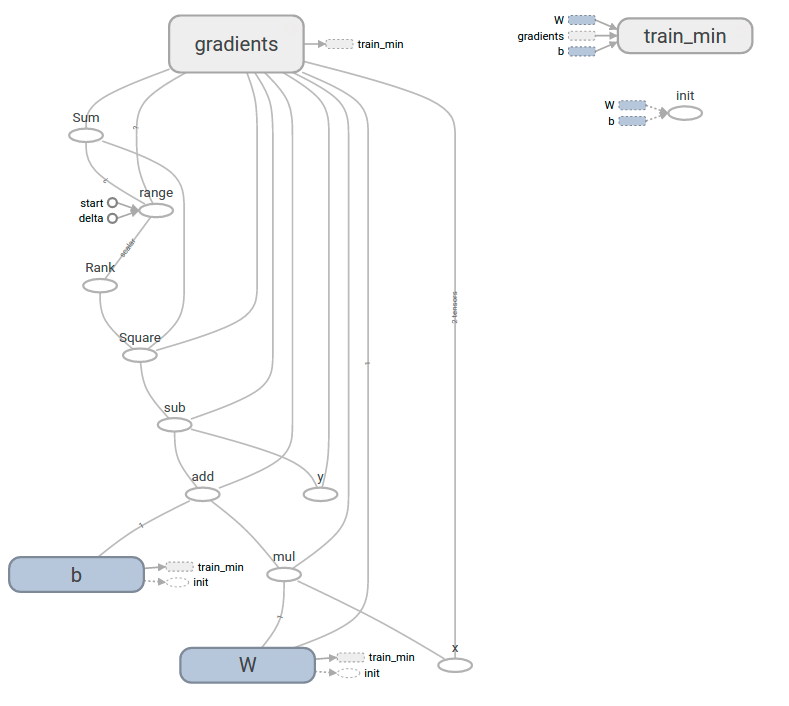 gradients
train_min
W
gradients
b
train_min
init
W
b
Sum
range
start
delta
scalar
Rank
2 tensors
Square
1
sub
add
y
mul
b
train_min
init
x
W
train_min
init